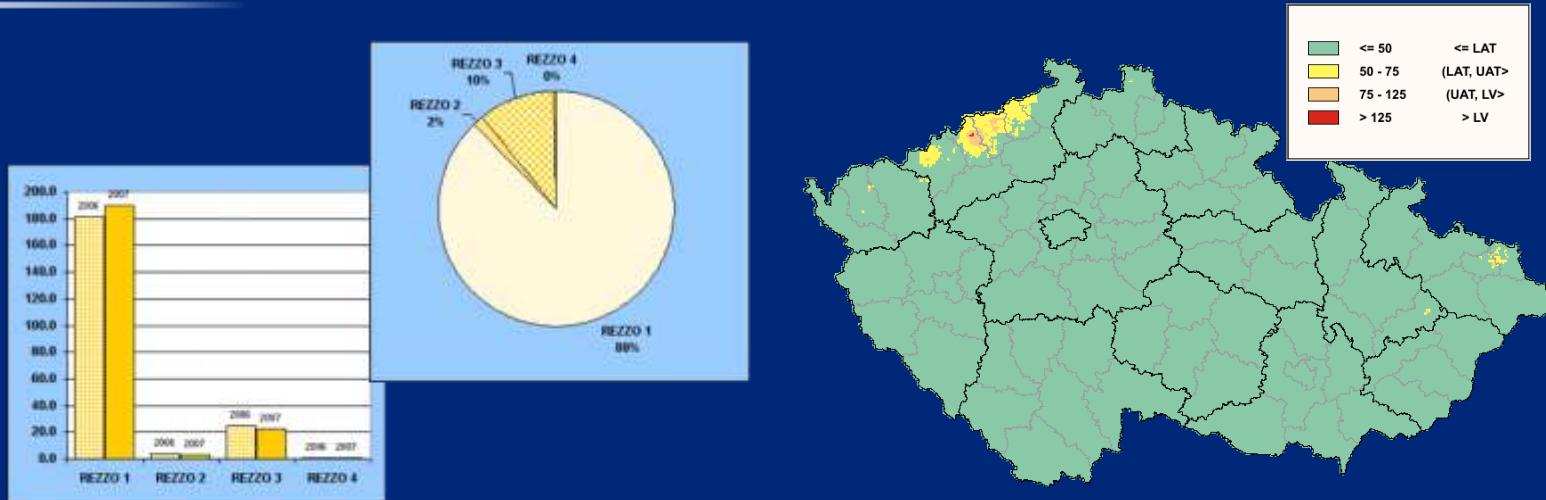 REZZO 3
10%
REZZO 4
0%
REZZO 2
2%
REZZO 1
88%
200.0
180.0
160.0
140.0
120.0
100.0
80.0
60.0
40.0
20.0
0.0
2006 2007
2006 2007
2006 2007
2006 2007
REZZO 1 REZZO 2 REZZO 3 REZZO 4
<= 50 <= LAT
50 - 75 (LAT, UAT>
75 - 125 (UAT, LV>
> 125 > LV